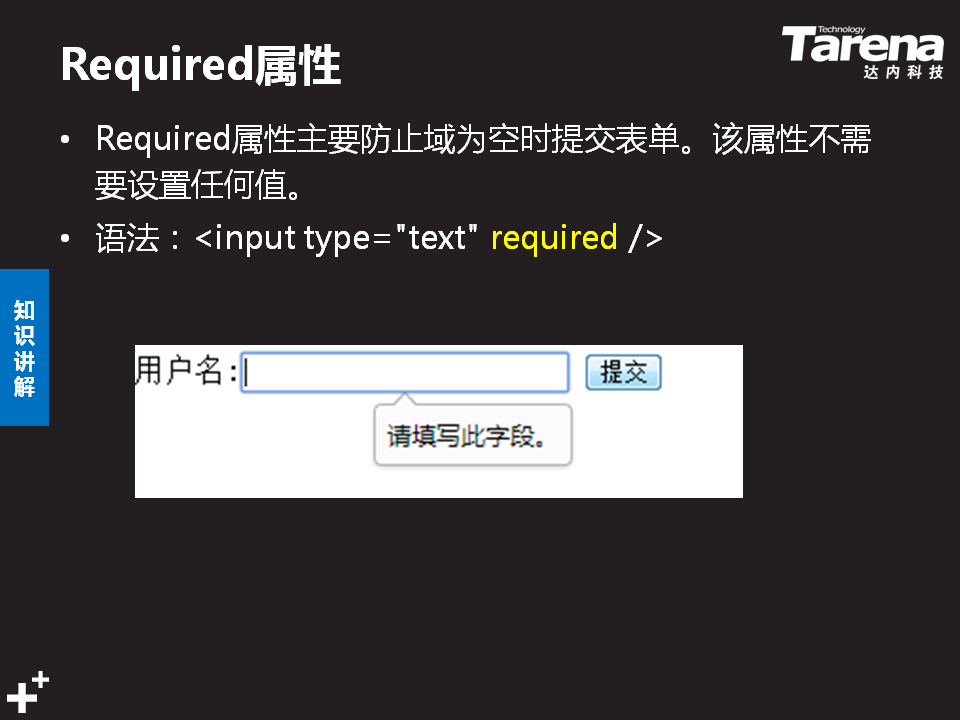 Required属性
Technology
Tarena
达内科技
• Required属性主要防止域为空时提交表单。该属性不需
要设置任何值。
• 语法：<input type="text" required />
知识讲解
用户名:
提交
请填写此字段。